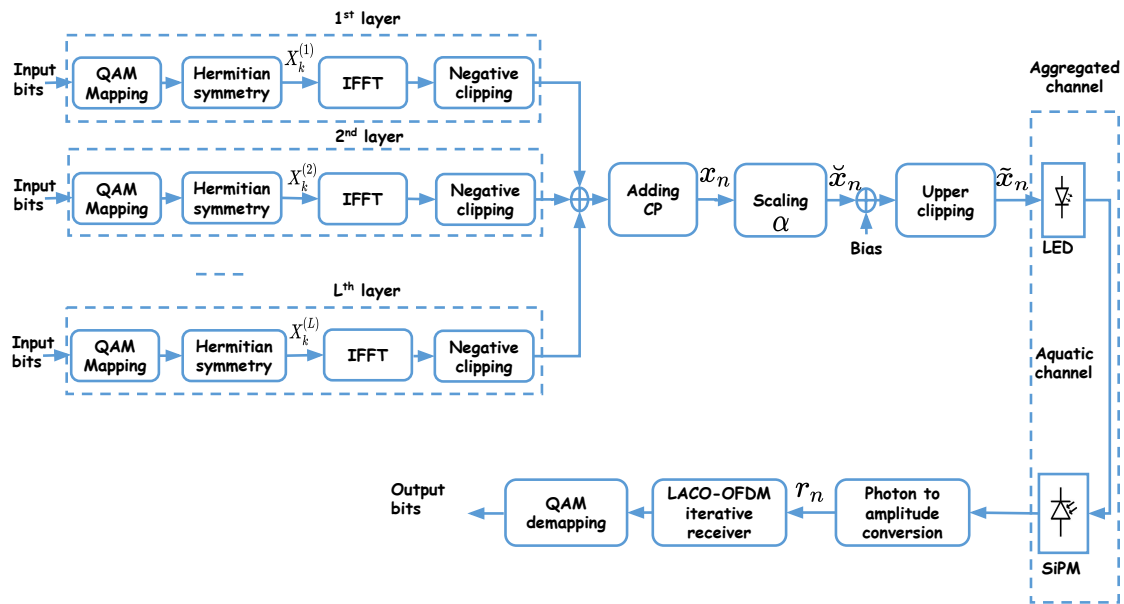 1st layer
Input
bits
QAM
Mapping
Hermitian
symmetry
X_k^{(1)}
IFFT
Negative
clipping
2nd layer
Input
bits
QAM
Mapping
Hermitian
symmetry
X_k^{(2)}
IFFT
Negative
clipping
Lth layer
Input
bits
QAM
Mapping
Hermitian
symmetry
X_k^{(L)}
IFFT
Negative
clipping
Adding
CP
x_n
Scaling
α
x̆_n
Bias
Upper
clipping
x̃_n
Aggregated
channel
LED
Aquatic
channel
SiPM
Photon to
amplitude
conversion
r_n
LACO-OFDM
iterative
receiver
QAM
demapping
Output
bits